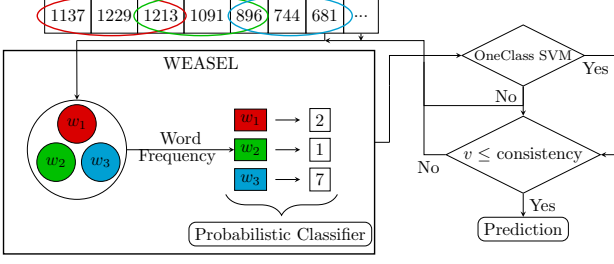 1137 1229 1213 1091 896 744 681 ...
WEASEL
OneClass SVM
Yes
No
w₁
w₂ w₃
Word
Frequency
w₁ 2
w₂ 1
w₃ 7
Probabilistic Classifier
v ≤ consistency
No
Yes
Prediction